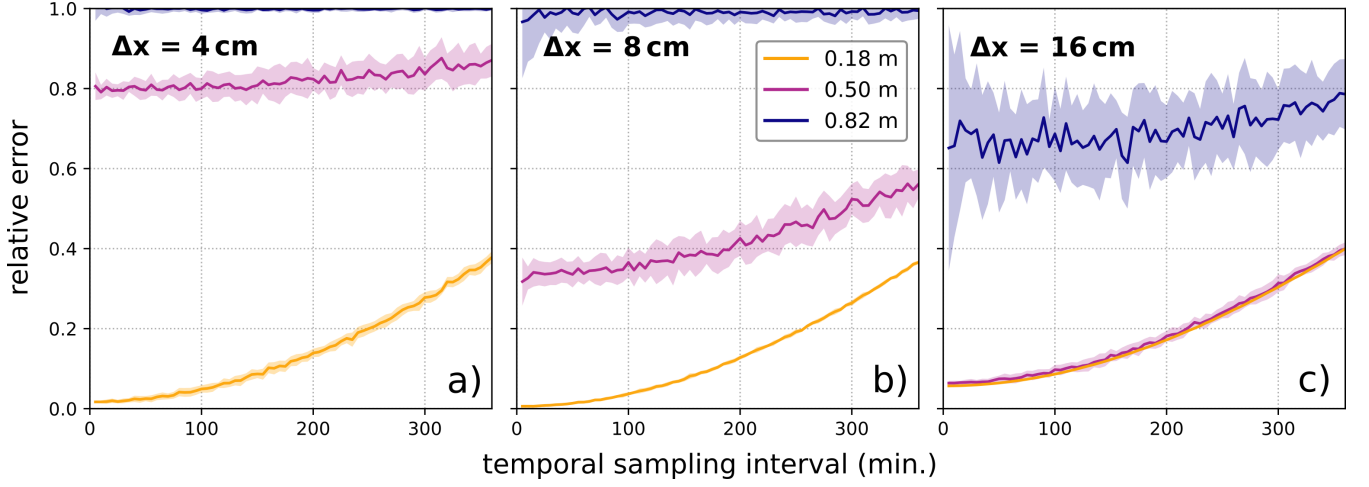 relative error
1.0
0.8
0.6
0.4
0.2
0.0
Δx = 4 cm
a)
0 100 200 300
Δx = 8 cm
0.18 m
0.50 m
0.82 m
b)
0 100 200 300
Δx = 16 cm
c)
0 100 200 300
temporal sampling interval (min.)